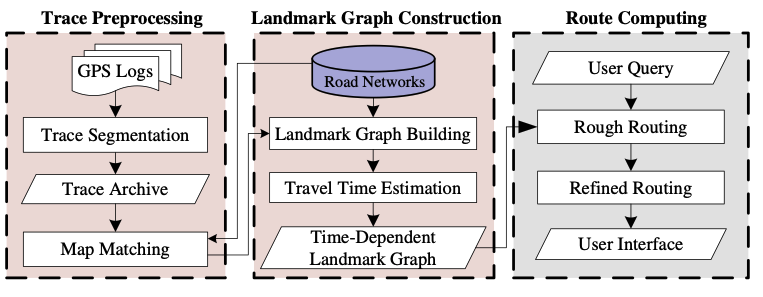 Trace Preprocessing
GPS Logs
Trace Segmentation
Trace Archive
Map Matching
Landmark Graph Construction
Road Networks
Landmark Graph Building
Travel Time Estimation
Time-Dependent
Landmark Graph
Route Computing
User Query
Rough Routing
Refined Routing
User Interface